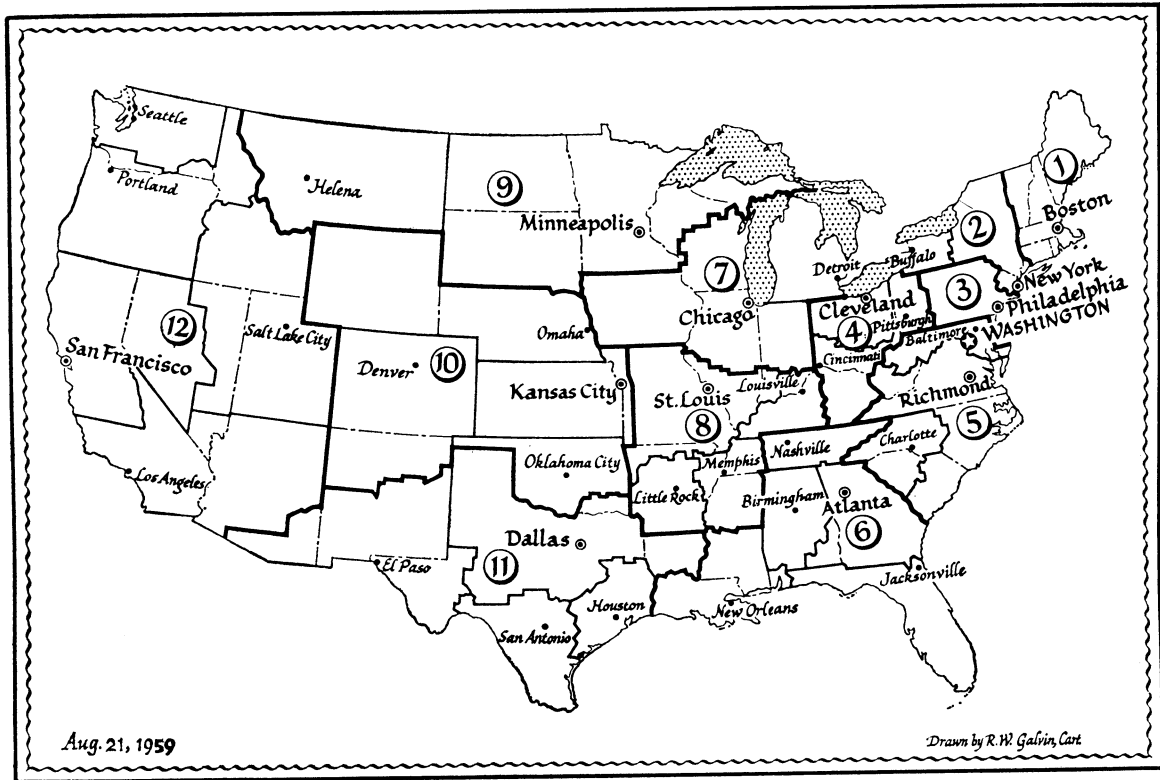 Seattle
Portland
Helena
9
Minneapolis
1
Boston
2
Buffalo
Detroit
7
Chicago
Cleveland
4
Pittsburgh
3
New York
Philadelphia
WASHINGTON
Baltimore
Cincinnati
12
San Francisco
Salt Lake City
Omaha
Denver
10
Kansas City
St. Louis
8
Louisville
Richmond
5
Los Angeles
Oklahoma City
Memphis
Nashville
Charlotte
Little Rock
Birmingham
Atlanta
6
Dallas
11
El Paso
Houston
San Antonio
New Orleans
Jacksonville
Aug. 21, 1959
Drawn by R.W. Galvin, Cart.